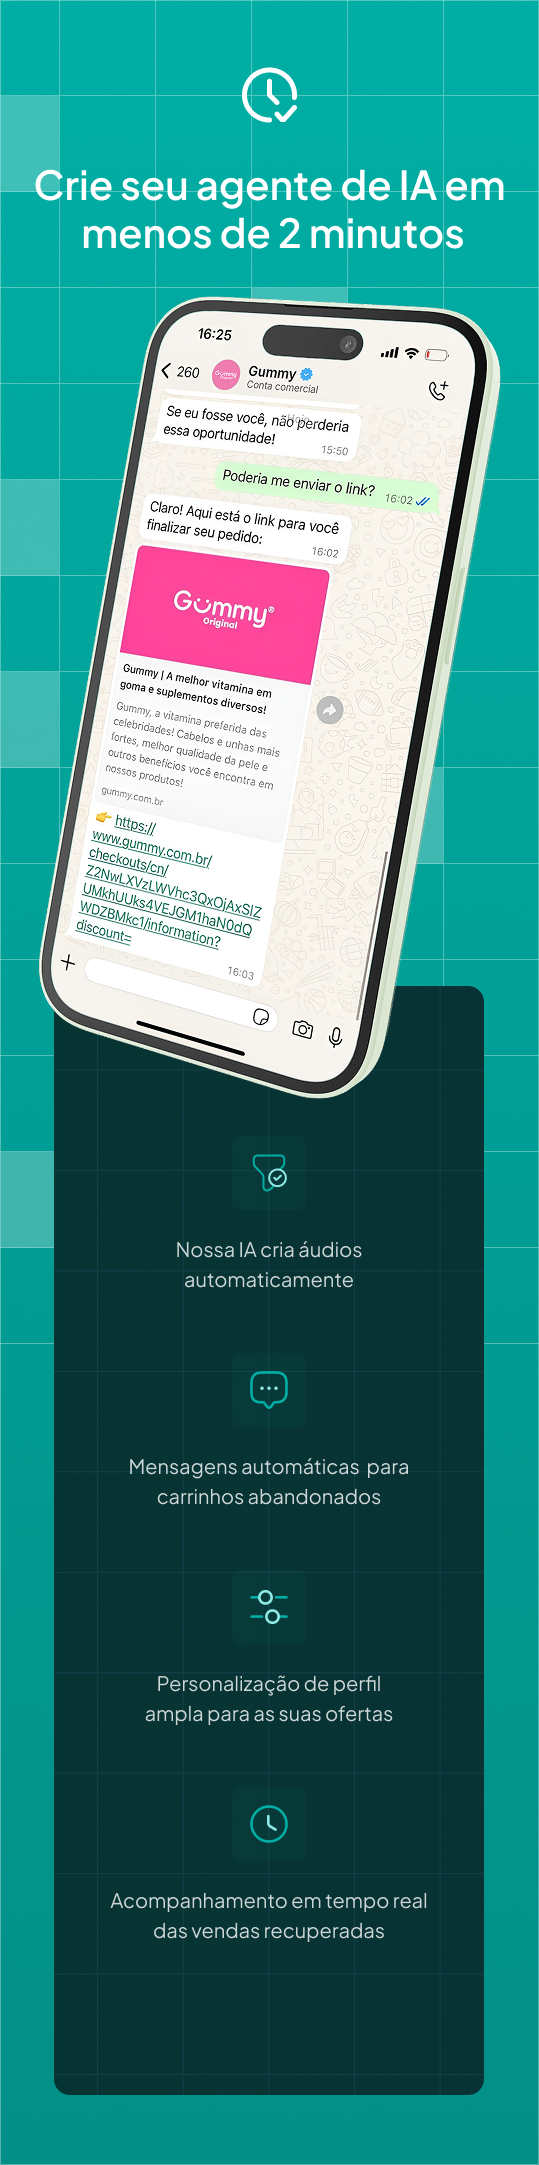 Crie seu agente de IA em
menos de 2 minutos
16:25
260
Gummy
Gummy
Original
Conta comercial
Hoje
Se eu fosse você, não perderia
essa oportunidade!
15:50
Poderia me enviar o link?
16:02
Claro! Aqui está o link para você
finalizar seu pedido:
16:02
Gummy®
Original
Gummy | A melhor vitamina em
goma e suplementos diversos!
Gummy, a vitamina preferida das
celebridades! Cabelos e unhas mais
fortes, melhor qualidade da pele e
outros benefícios você encontra em
nossos produtos!
gummy.com.br
👉 https://
www.gummy.com.br/
checkouts/cn/
Z2NwLXVzLWVhc3QxOjAxSlZ
UMkhUUks4VEJGM1haN0dQ
WDZBMkc1/information?
discount=
16:03
Nossa IA cria áudios
automaticamente
Mensagens automáticas para
carrinhos abandonados
Personalização de perfil
ampla para as suas ofertas
Acompanhamento em tempo real
das vendas recuperadas